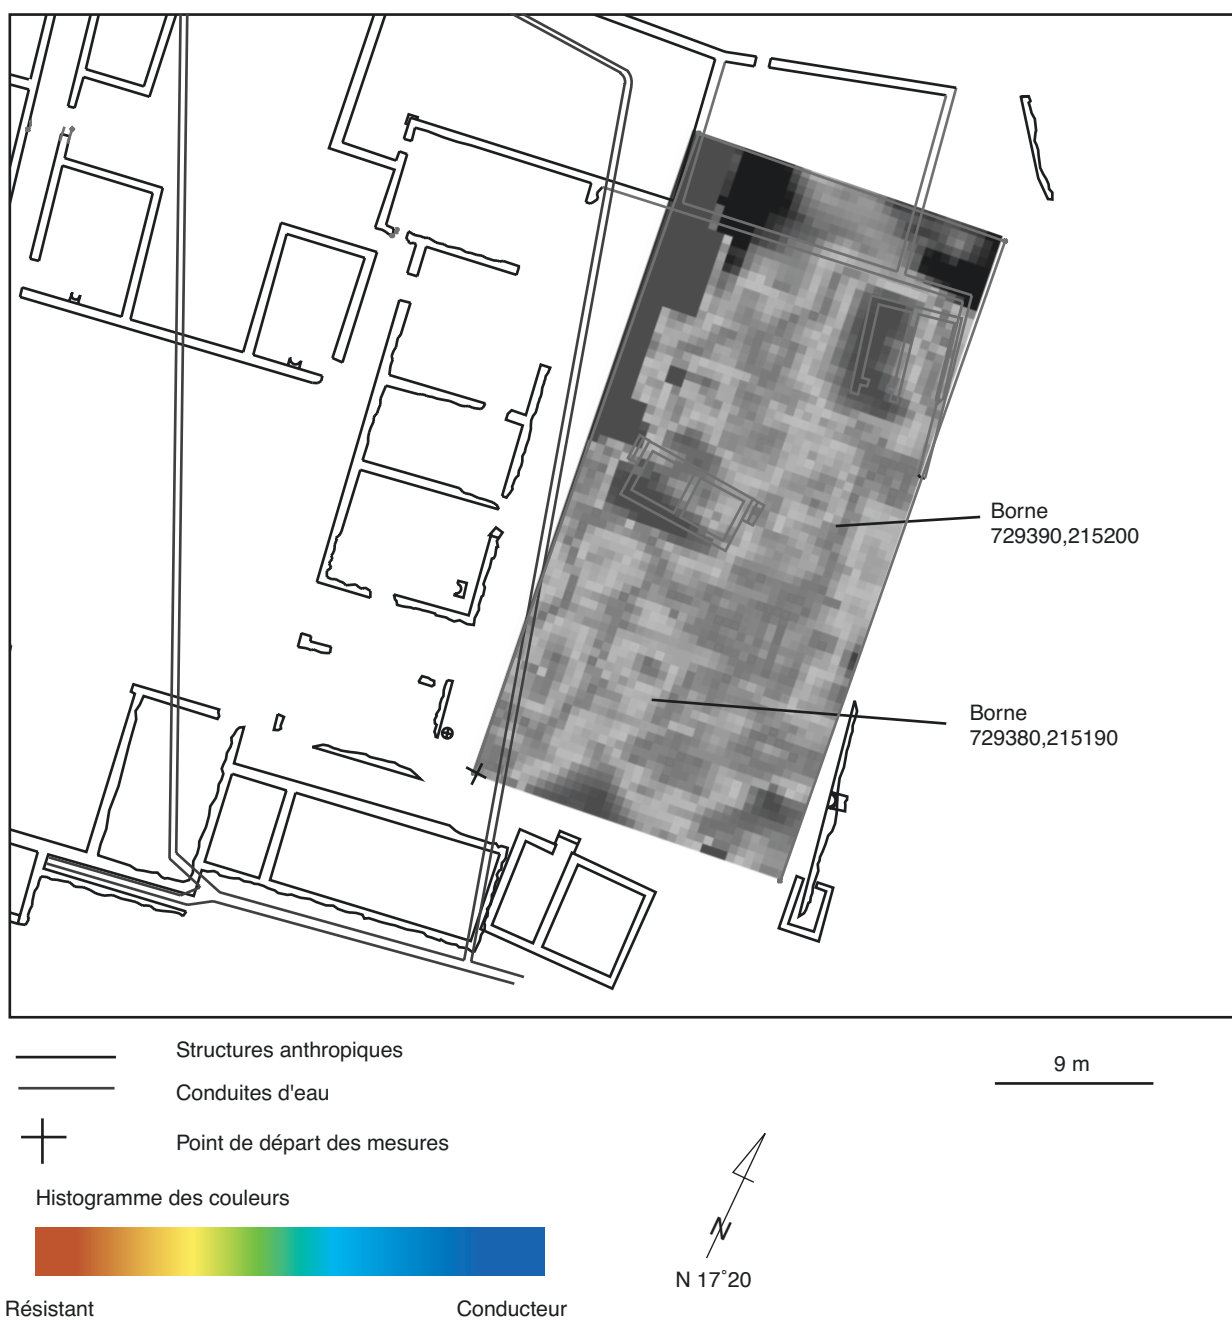 Borne
729390,215200
Borne
729380,215190
Structures anthropiques
Conduites d'eau
Point de départ des mesures
Histogramme des couleurs
Résistant
Conducteur
9 m
N
N 17°20